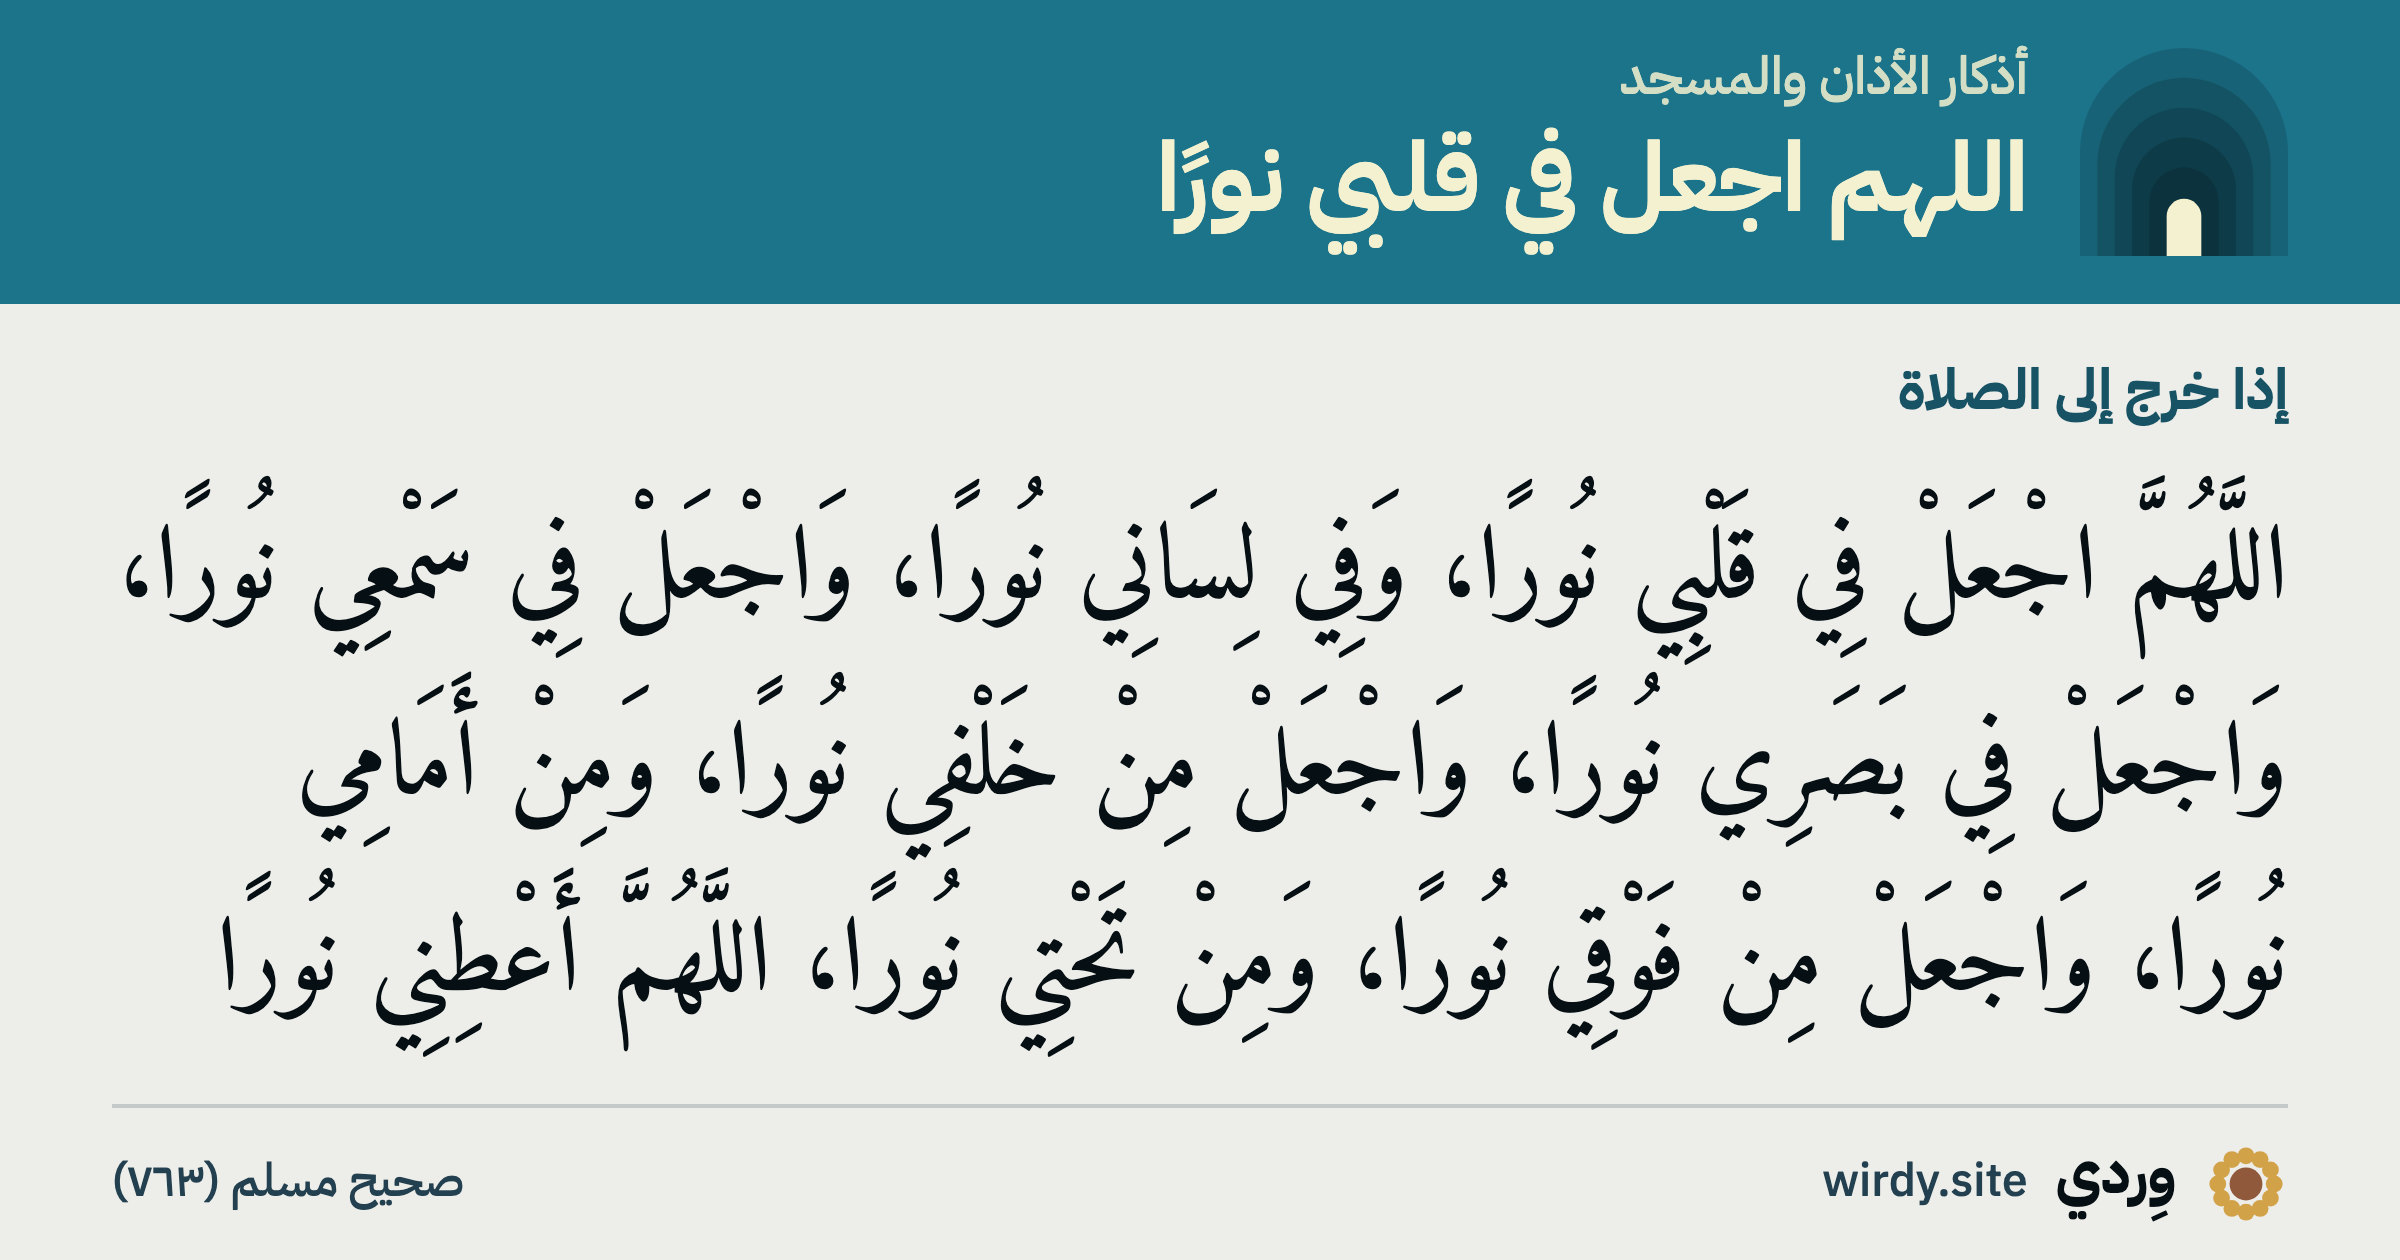 أذكار الأذان والمسجد
اللهم اجعل في قلبي نورًا
إذا خرج إلى الصلاة
اللَّهُمَّ اجْعَلْ فِي قَلْبِي نُورًا، وَفِي لِسَانِي نُورًا، وَاجْعَلْ فِي سَمْعِي نُورًا،
وَاجْعَلْ فِي بَصَرِي نُورًا، وَاجْعَلْ مِنْ خَلْفِي نُورًا، وَمِنْ أَمَامِي
نُورًا، وَاجْعَلْ مِنْ فَوْقِي نُورًا، وَمِنْ تَحْتِي نُورًا، اللَّهُمَّ أَعْطِنِي نُورًا
وِردي wirdy.site
صحيح مسلم (٧٦٣)